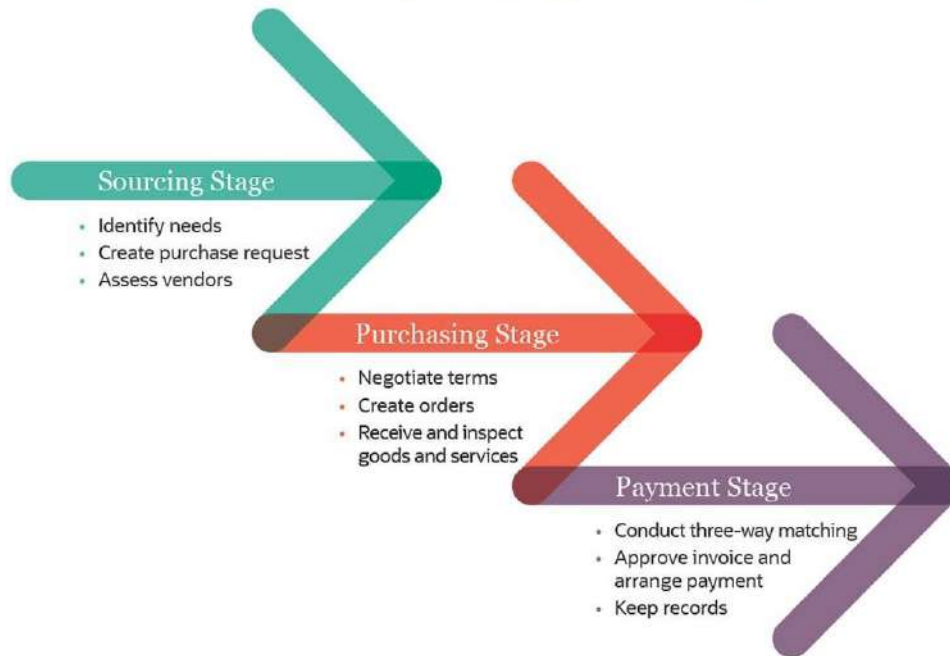 Sourcing Stage
• Identify needs
• Create purchase request
• Assess vendors
Purchasing Stage
• Negotiate terms
• Create orders
• Receive and inspect
goods and services
Payment Stage
• Conduct three-way matching
• Approve invoice and
arrange payment
• Keep records